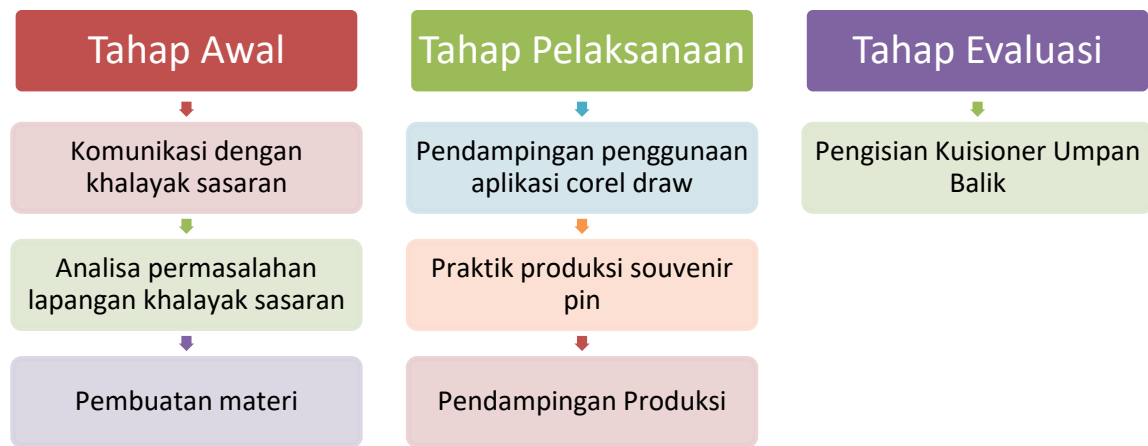 Tahap Awal
Komunikasi dengan
khalayak sasaran
Analisa permasalahan
lapangan khalayak sasaran
Pembuatan materi
Tahap Pelaksanaan
Pendampingan penggunaan
aplikasi corel draw
Praktik produksi souvenir
pin
Pendampingan Produksi
Tahap Evaluasi
Pengisian Kuisioner Umpan
Balik